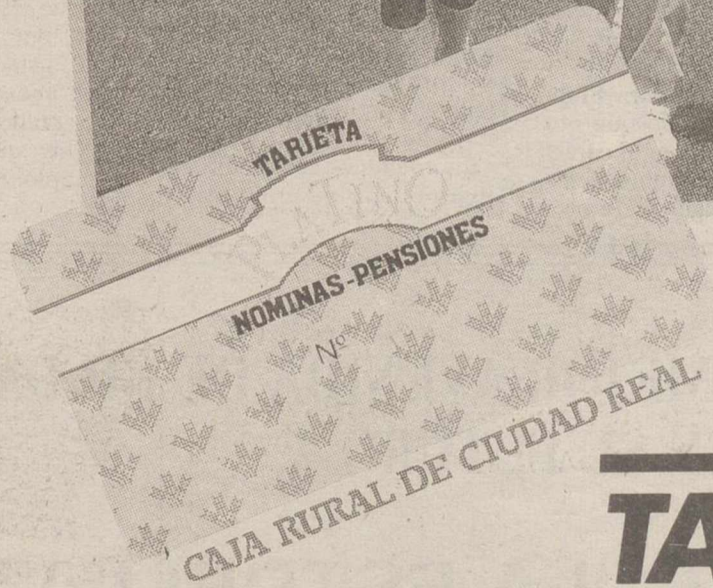 TARJETA
PLATINO
NOMINAS-PENSIONES
Nº
CAJA RURAL DE CIUDAD REAL
TA